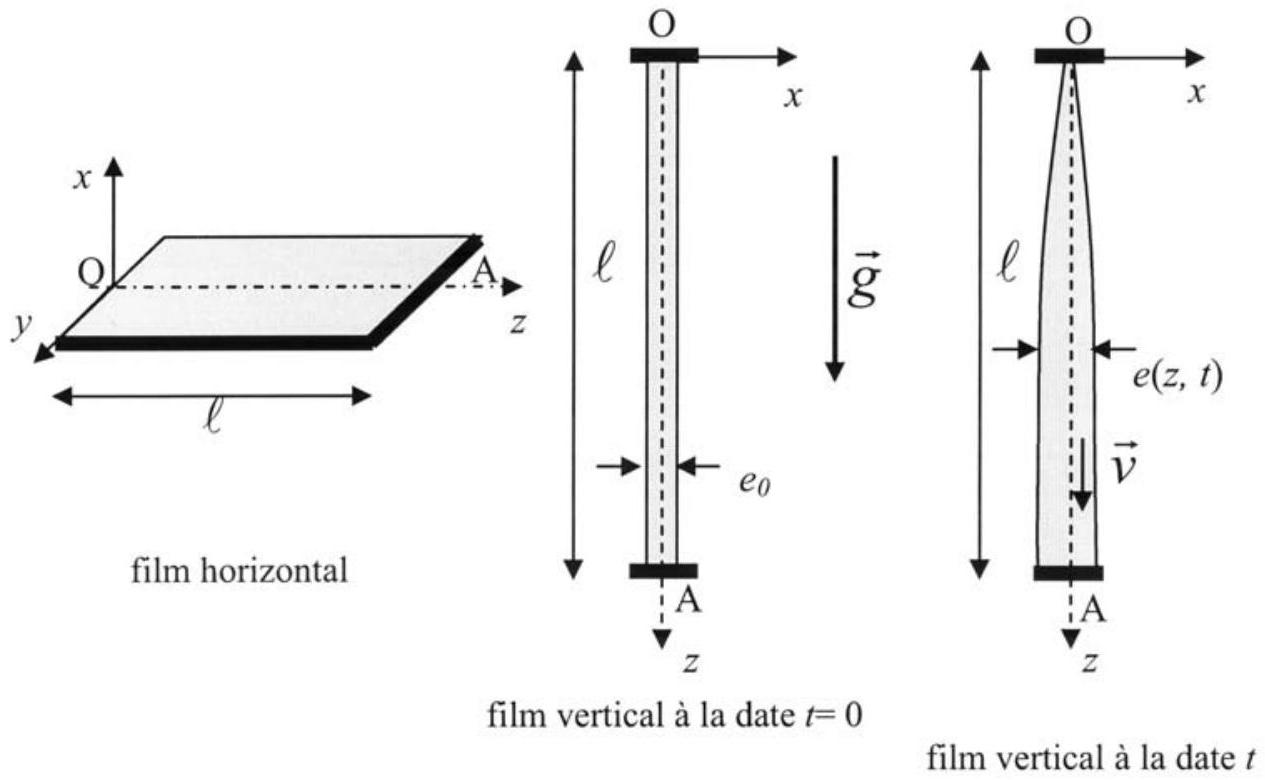 x
Q
A
y
z
ℓ
film horizontal
O
x
ℓ
e₀
A
z
g⃗
film vertical à la date t= 0
O
x
ℓ
e(z, t)
v⃗
A
z
film vertical à la date t